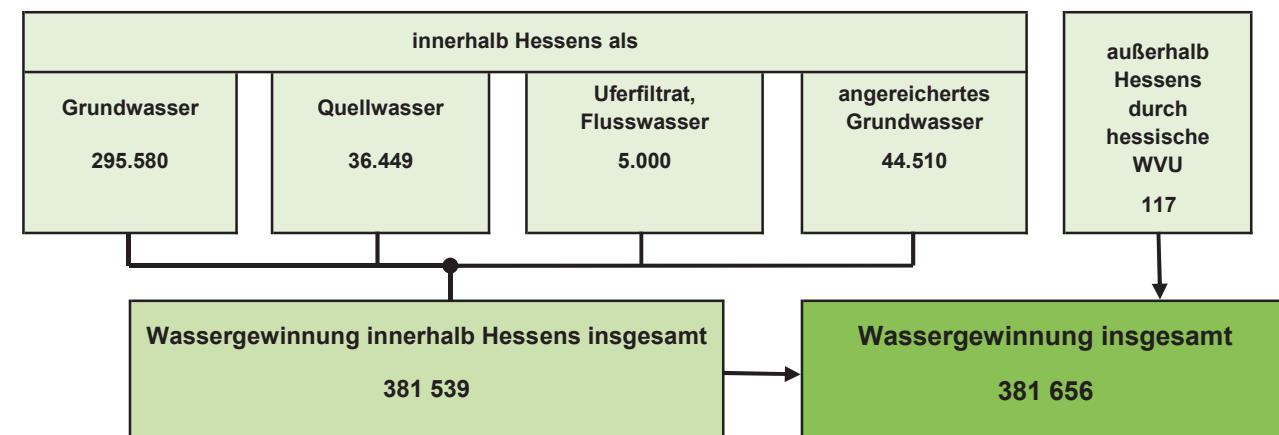 innerhalb Hessens als
Grundwasser
295.580
Quellwasser
36.449
Uferfiltrat,
Flusswasser
5.000
angereichertes
Grundwasser
44.510
außerhalb
Hessens
durch
hessische
WVU
117
Wassergewinnung innerhalb Hessens insgesamt
381 539
Wassergewinnung insgesamt
381 656